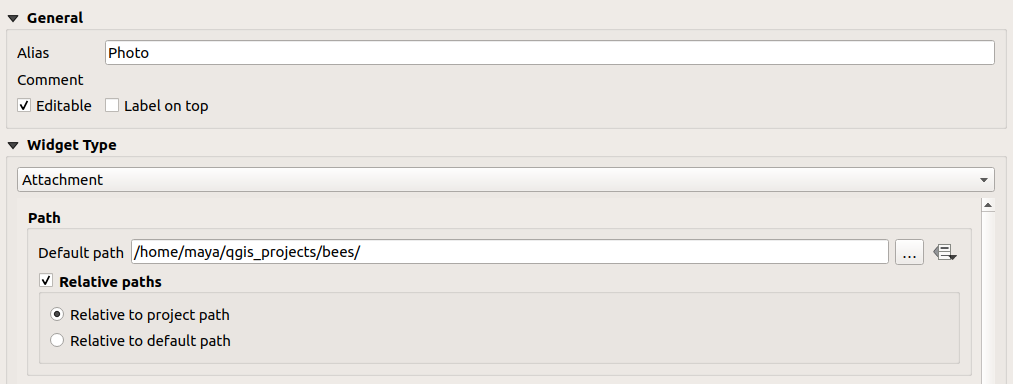 General
Alias Photo
Comment
Editable Label on top
Widget Type
Attachment
Path
Default path /home/maya/qgis_projects/bees/ ...
Relative paths
Relative to project path
Relative to default path